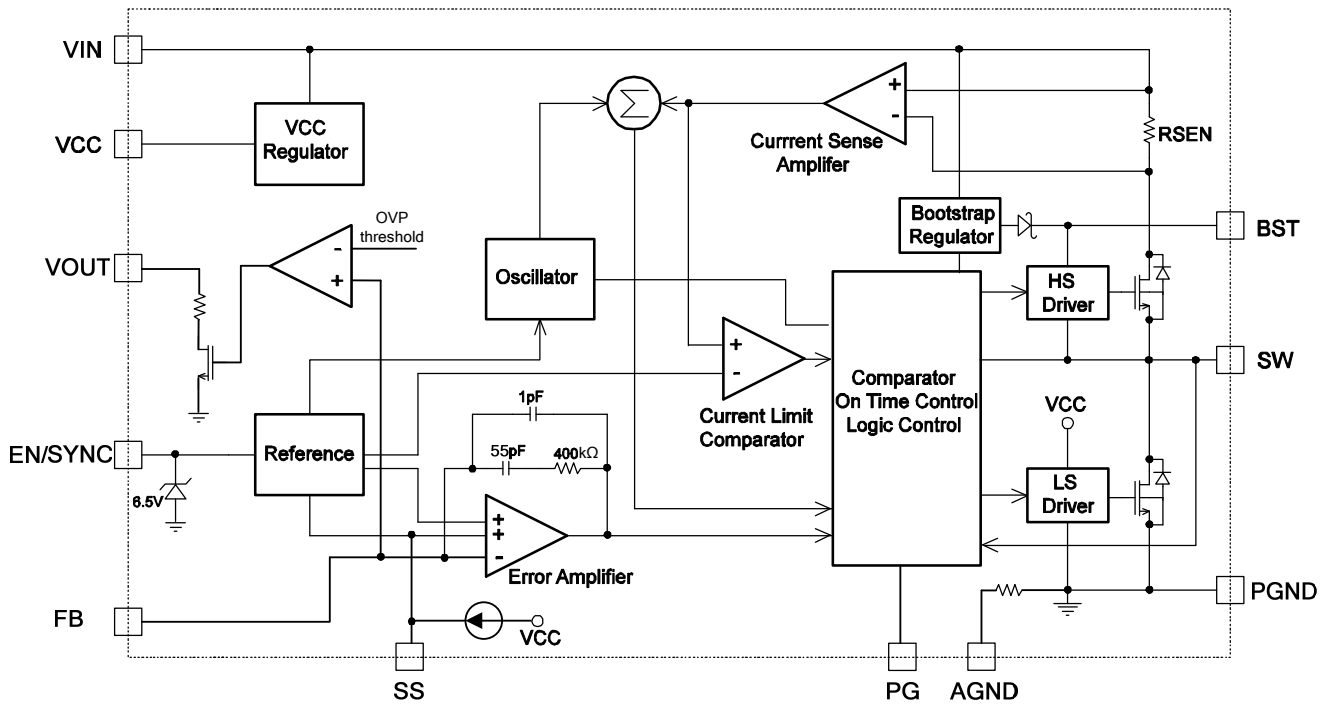 VIN
VCC
VCC
Regulator
VOUT
OVP
threshold
-
+
EN/SYNC
6.5V
Reference
FB
Oscillator
Σ
+
-
Currrent Sense
Amplifer
RSEN
Bootstrap
Regulator
BST
HS
Driver
SW
+
-
Current Limit
Comparator
Comparator
On Time Control
Logic Control
VCC
LS
Driver
1pF
55pF
400kΩ
+
+
-
Error Amplifier
VCC
SS
PG
AGND
PGND